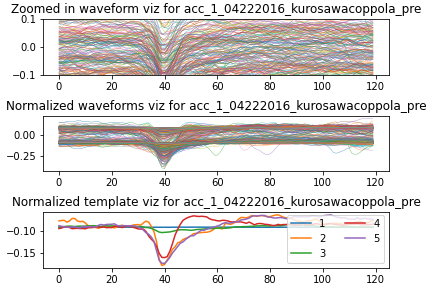 Zoomed in waveform viz for acc_1_04222016_kurosawacoppola_pre
0.1
0.0
-0.1
0 20 40 60 80 100 120
Normalized waveforms viz for acc_1_04222016_kurosawacoppola_pre
0.00
-0.25
0 20 40 60 80 100 120
Normalized template viz for acc_1_04222016_kurosawacoppola_pre
-0.10
-0.15
1 4
2 5
3
0 20 40 60 80 100 120